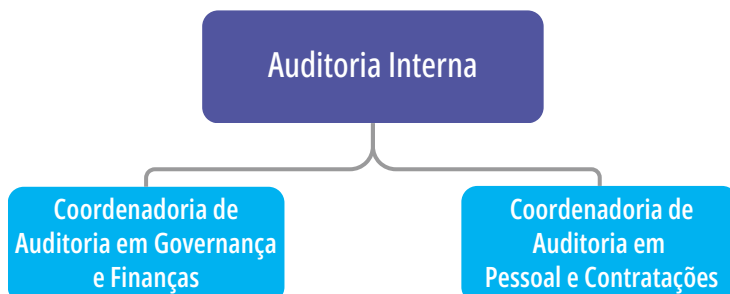 Auditoria Interna
Coordenadoria de
Auditoria em Governança
e Finanças
Coordenadoria de
Auditoria em
Pessoal e Contratações